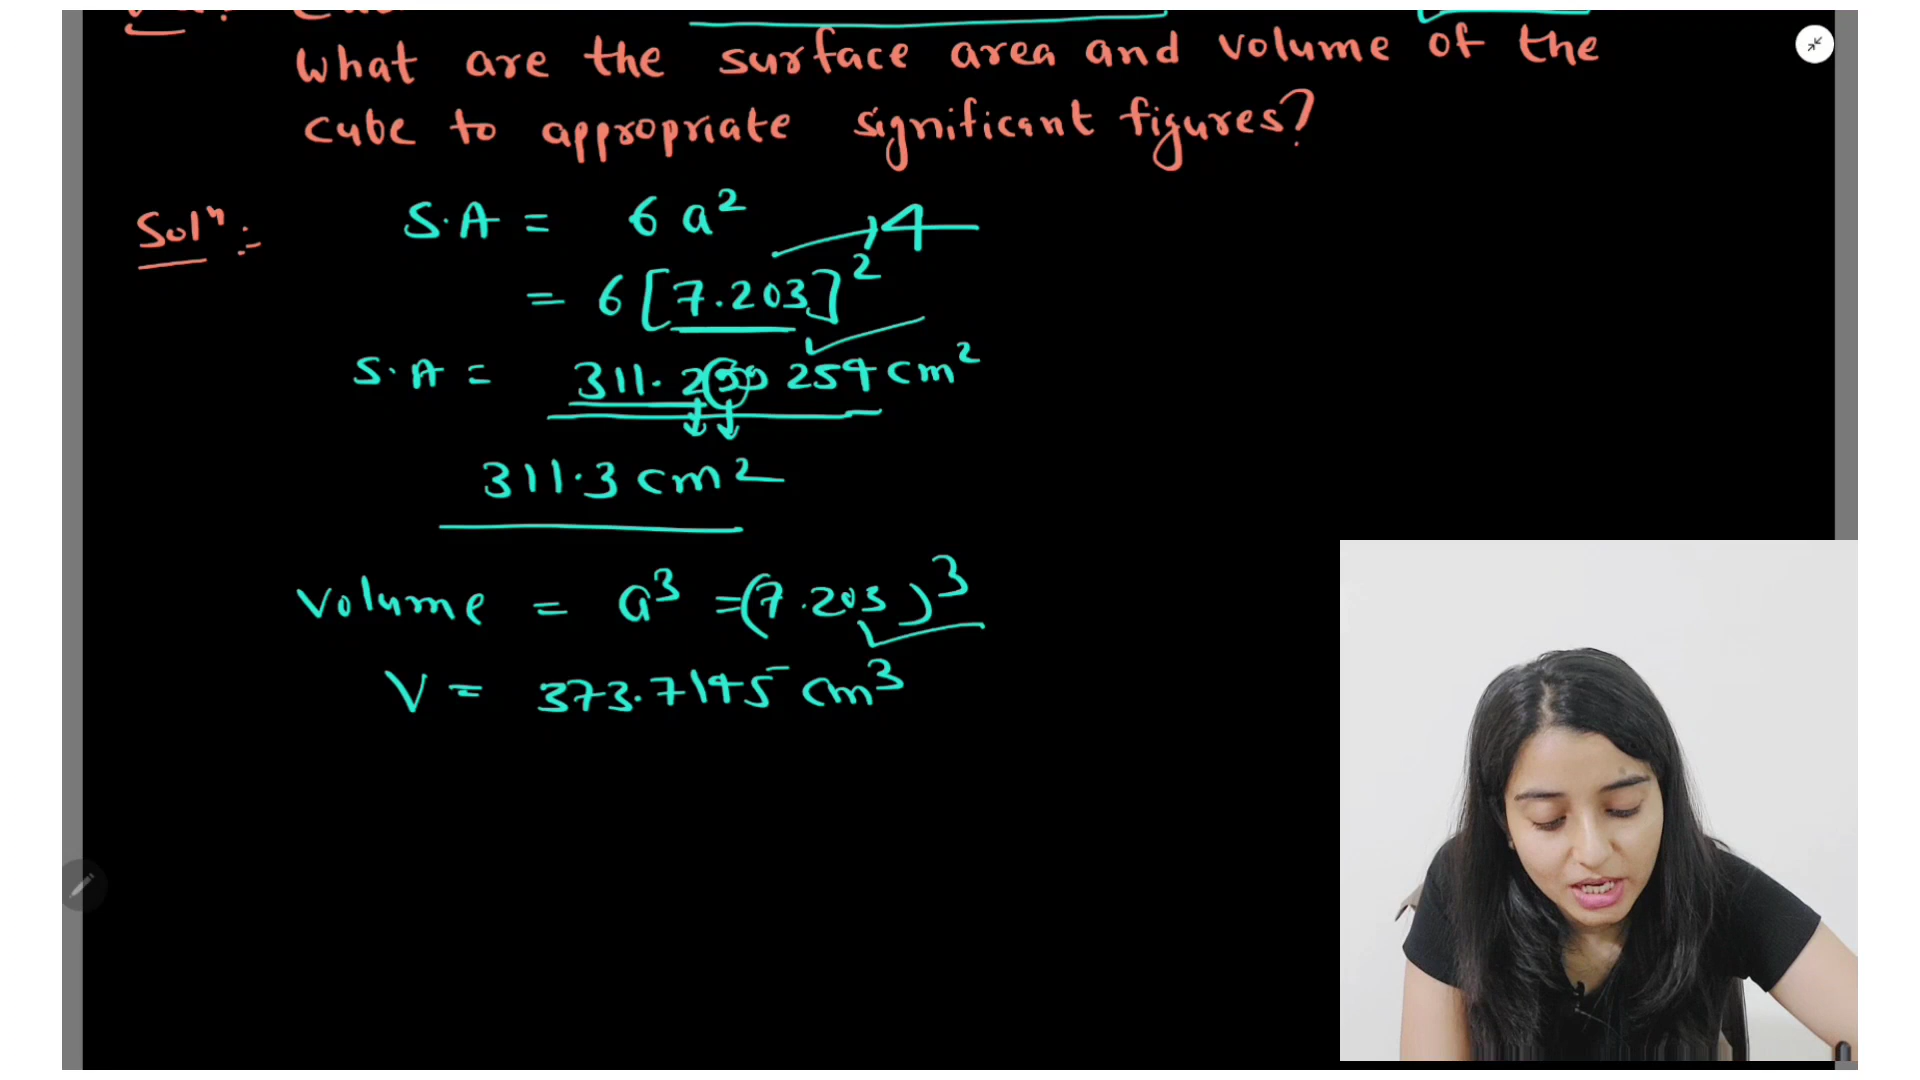 What are the surface area and volume of the
cube to appropriate significant figures?
Solⁿ :-
S.A = 6 a² → 4
= 6 [7.203]²
S.A = 311.299 254 cm²
311.3 cm²
Volume = a³ = (7.203)³
V = 373.7145 cm³